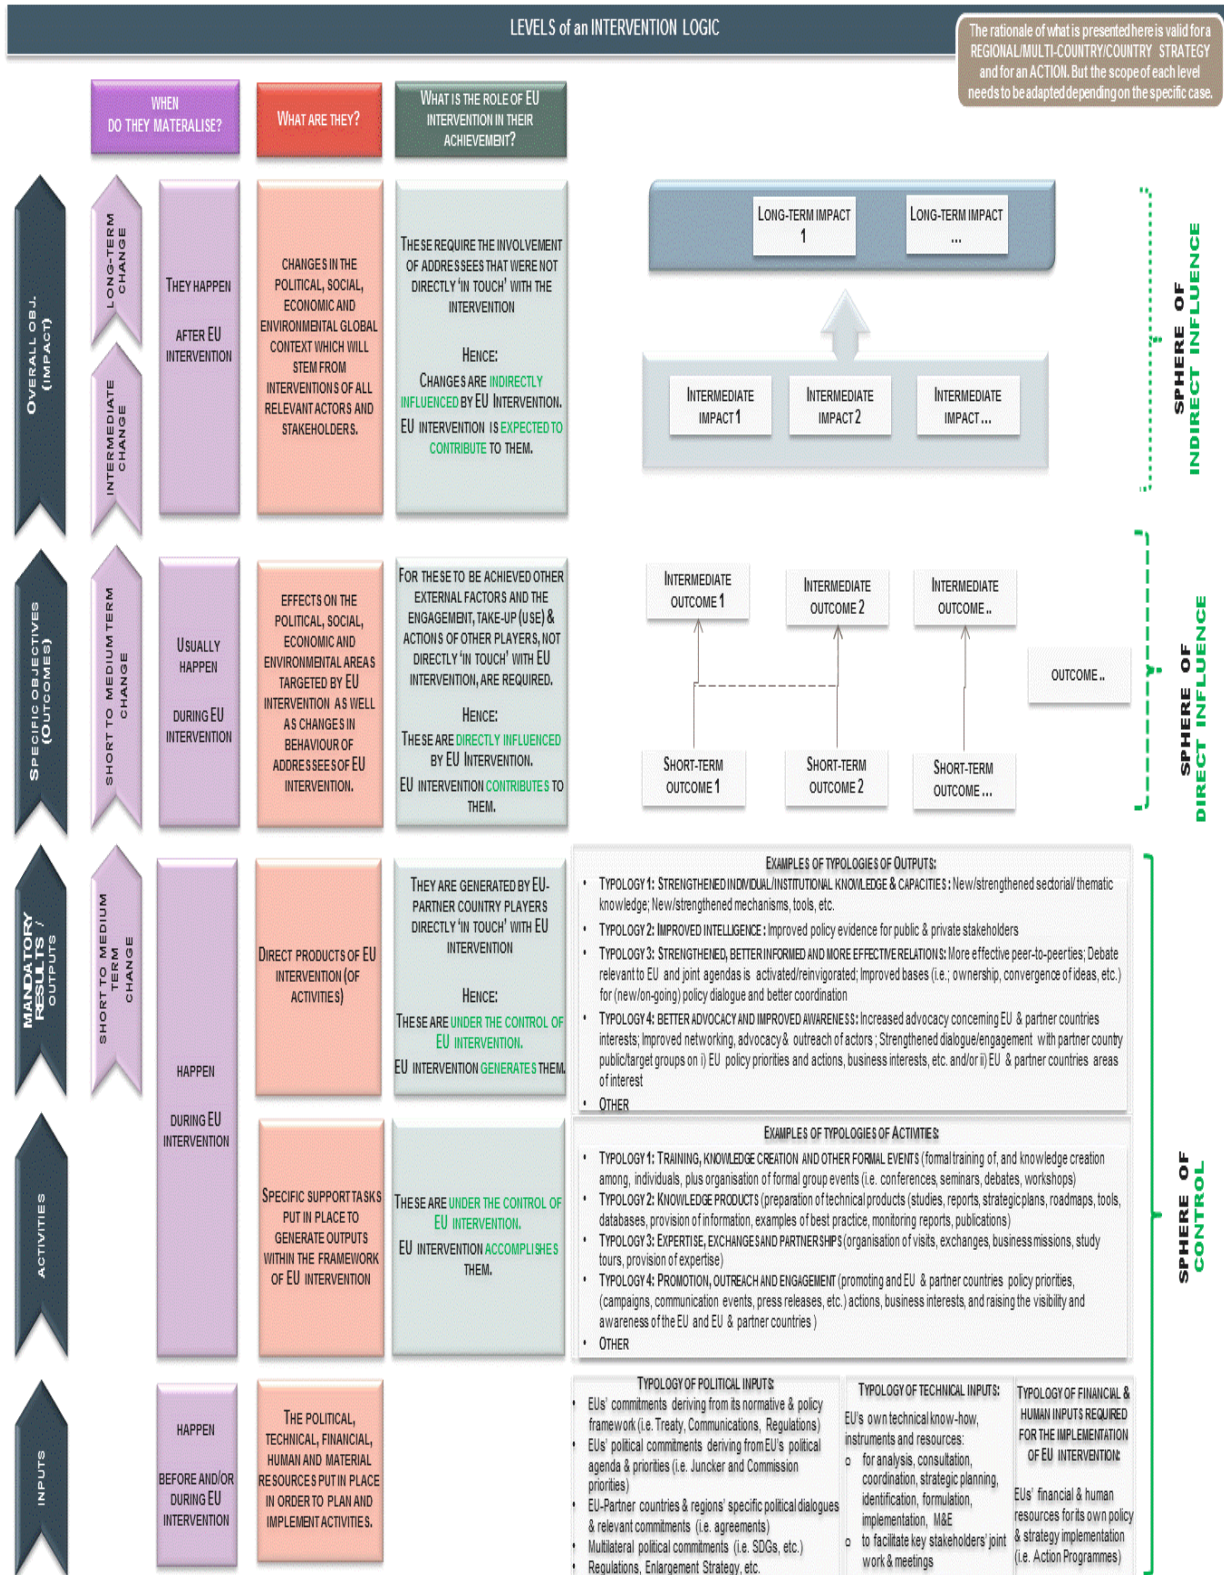 LEVELS of an INTERVENTION LOGIC
The rationale of what is presented here is valid for a
REGIONAL/MULTI-COUNTRY/COUNTRY STRATEGY
and for an ACTION. But the scope of each level
needs to be adapted depending on the specific case.
WHEN
DO THEY MATERALISE?
WHAT ARE THEY?
WHAT IS THE ROLE OF EU
INTERVENTION IN THEIR
ACHIEVEMENT?
OVERALL OBJ.
(IMPACT)
LONG-TERM
CHANGE
INTERMEDIATE
CHANGE
THEY HAPPEN
AFTER EU
INTERVENTION
CHANGES IN THE
POLITICAL, SOCIAL,
ECONOMIC AND
ENVIRONMENTAL GLOBAL
CONTEXT WHICH WILL
STEM FROM
INTERVENTIONS OF ALL
RELEVANT ACTORS AND
STAKEHOLDERS.
THESE REQUIRE THE INVOLVEMENT
OF ADDRESSEES THAT WERE NOT
DIRECTLY 'IN TOUCH' WITH THE
INTERVENTION
HENCE:
CHANGES ARE INDIRECTLY
INFLUENCED BY EU INTERVENTION.
EU INTERVENTION IS EXPECTED TO
CONTRIBUTE TO THEM.
LONG-TERM IMPACT
1
LONG-TERM IMPACT
...
INTERMEDIATE
IMPACT 1
INTERMEDIATE
IMPACT 2
INTERMEDIATE
IMPACT ...
SPHERE OF
INDIRECT INFLUENCE
SPECIFIC OBJECTIVES
(OUTCOMES)
SHORT TO MEDIUM TERM
CHANGE
USUALLY
HAPPEN
DURING EU
INTERVENTION
EFFECTS ON THE
POLITICAL, SOCIAL,
ECONOMIC AND
ENVIRONMENTAL AREAS
TARGETED BY EU
INTERVENTION AS WELL
AS CHANGES IN
BEHAVIOUR OF
ADDRESSEES OF EU
INTERVENTION.
FOR THESE TO BE ACHIEVED OTHER
EXTERNAL FACTORS AND THE
ENGAGEMENT, TAKE-UP (USE) &
ACTIONS OF OTHER PLAYERS, NOT
DIRECTLY 'IN TOUCH' WITH EU
INTERVENTION, ARE REQUIRED.
HENCE:
THESE ARE DIRECTLY INFLUENCED
BY EU INTERVENTION.
EU INTERVENTION CONTRIBUTES TO
THEM.
INTERMEDIATE
OUTCOME 1
INTERMEDIATE
OUTCOME 2
INTERMEDIATE
OUTCOME ..
OUTCOME ..
SHORT-TERM
OUTCOME 1
SHORT-TERM
OUTCOME 2
SHORT-TERM
OUTCOME ...
SPHERE OF
DIRECT INFLUENCE
MANDATORY
RESULTS /
OUTPUTS
SHORT TO MEDIUM
TERM
CHANGE
HAPPEN
DURING EU
INTERVENTION
DIRECT PRODUCTS OF EU
INTERVENTION (OF
ACTIVITIES)
THEY ARE GENERATED BY EU-
PARTNER COUNTRY PLAYERS
DIRECTLY 'IN TOUCH' WITH EU
INTERVENTION
HENCE:
THESE ARE UNDER THE CONTROL OF
EU INTERVENTION.
EU INTERVENTION GENERATES THEM.
EXAMPLES OF TYPOLOGIES OF OUTPUTS:
• TYPOLOGY 1: STRENGTHENED INDIVIDUAL/INSTITUTIONAL KNOWLEDGE & CAPACITIES : New/strengthened sectorial/ thematic
knowledge; New/strengthened mechanisms, tools, etc.
• TYPOLOGY 2: IMPROVED INTELLIGENCE : Improved policy evidence for public & private stakeholders
• TYPOLOGY 3: STRENGTHENED, BETTER INFORMED AND MORE EFFECTIVE RELATIONS: More effective peer-to-peerties; Debate
relevant to EU and joint agendas is activated/reinvigorated; Improved bases (i.e.; ownership, convergence of ideas, etc.)
for (new/on-going) policy dialogue and better coordination
• TYPOLOGY 4: BETTER ADVOCACY AND IMPROVED AWARENESS: Increased advocacy concerning EU & partner countries
interests; Improved networking, advocacy & outreach of actors ; Strengthened dialogue/engagement with partner country
public/target groups on i) EU policy priorities and actions, business interests, etc. and/or ii) EU & partner countries areas
of interest
• OTHER
ACTIVITIES
SPECIFIC SUPPORT TASKS
PUT IN PLACE TO
GENERATE OUTPUTS
WITHIN THE FRAMEWORK
OF EU INTERVENTION
THESE ARE UNDER THE CONTROL OF
EU INTERVENTION.
EU INTERVENTION ACCOMPLISHES
THEM.
EXAMPLES OF TYPOLOGIES OF ACTIVITIES:
• TYPOLOGY 1: TRAINING, KNOWLEDGE CREATION AND OTHER FORMAL EVENTS (formal training of, and knowledge creation
among, individuals, plus organisation of formal group events (i.e. conferences, seminars, debates, workshops)
• TYPOLOGY 2: KNOWLEDGE PRODUCTS (preparation of technical products (studies, reports, strategic plans, roadmaps, tools,
databases, provision of information, examples of best practice, monitoring reports, publications)
• TYPOLOGY 3: EXPERTISE, EXCHANGES AND PARTNERSHIPS (organisation of visits, exchanges, business missions, study
tours, provision of expertise)
• TYPOLOGY 4: PROMOTION, OUTREACH AND ENGAGEMENT (promoting and EU & partner countries policy priorities,
(campaigns, communication events, press releases, etc.) actions, business interests, and raising the visibility and
awareness of the EU and EU & partner countries )
• OTHER
SPHERE OF
CONTROL
INPUTS
HAPPEN
BEFORE AND/OR
DURING EU
INTERVENTION
THE POLITICAL,
TECHNICAL, FINANCIAL,
HUMAN AND MATERIAL
RESOURCES PUT IN PLACE
IN ORDER TO PLAN AND
IMPLEMENT ACTIVITIES.
TYPOLOGY OF POLITICAL INPUTS:
• EUs' commitments deriving from its normative & policy
framework (i.e. Treaty, Communications, Regulations)
• EUs' political commitments deriving from EU's political
agenda & priorities (i.e. Juncker and Commission
priorities)
• EU-Partner countries & regions' specific political dialogues
& relevant commitments (i.e. agreements)
• Multilateral political commitments (i.e. SDGs, etc.)
• Regulations, Enlargement Strategy, etc.
TYPOLOGY OF TECHNICAL INPUTS:
EU's own technical know-how,
instruments and resources:
o for analysis, consultation,
coordination, strategic planning,
identification, formulation,
implementation, M&E
o to facilitate key stakeholders' joint
work & meetings
TYPOLOGY OF FINANCIAL &
HUMAN INPUTS REQUIRED
FOR THE IMPLEMENTATION
OF EU INTERVENTION:
EUs' financial & human
resources for its own policy
& strategy implementation
(i.e. Action Programmes)